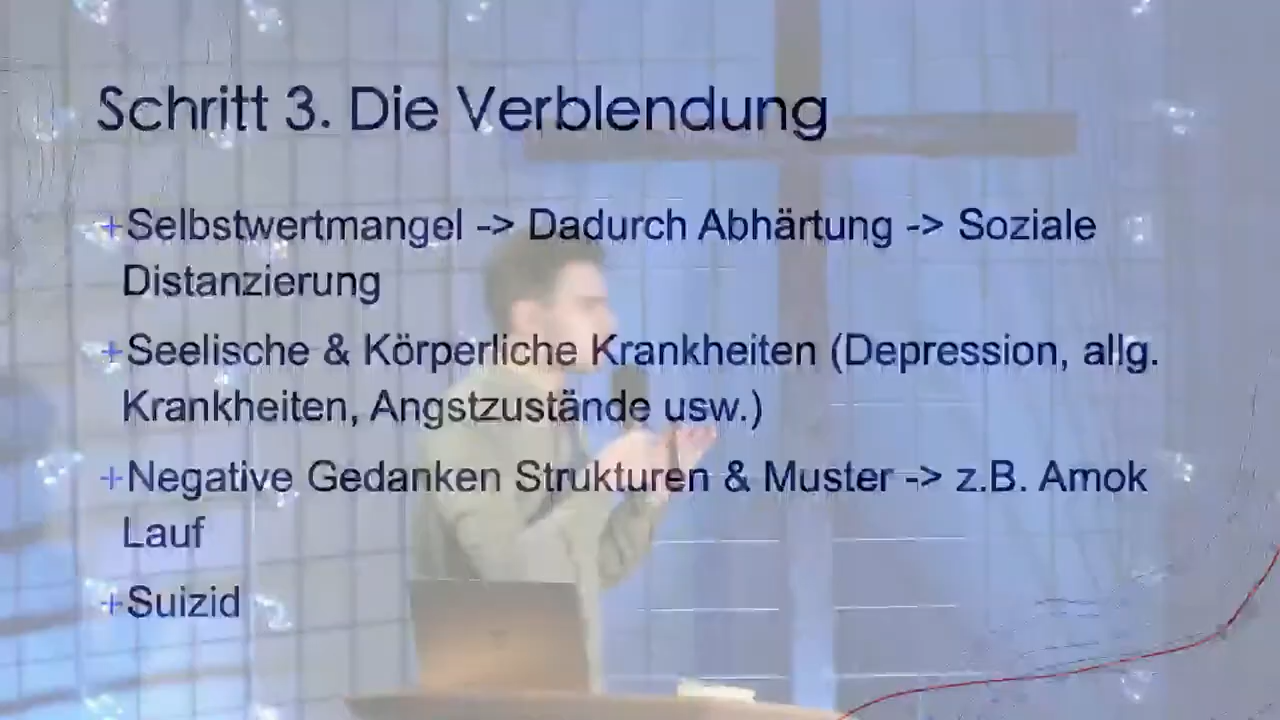 Schritt 3. Die Verblendung
+Selbstwertmangel -> Dadurch Abhärtung -> Soziale
Distanzierung
+Seelische & Körperliche Krankheiten (Depression, allg.
Krankheiten, Angstzustände usw.)
+Negative Gedanken Strukturen & Muster -> z.B. Amok
Lauf
+Suizid